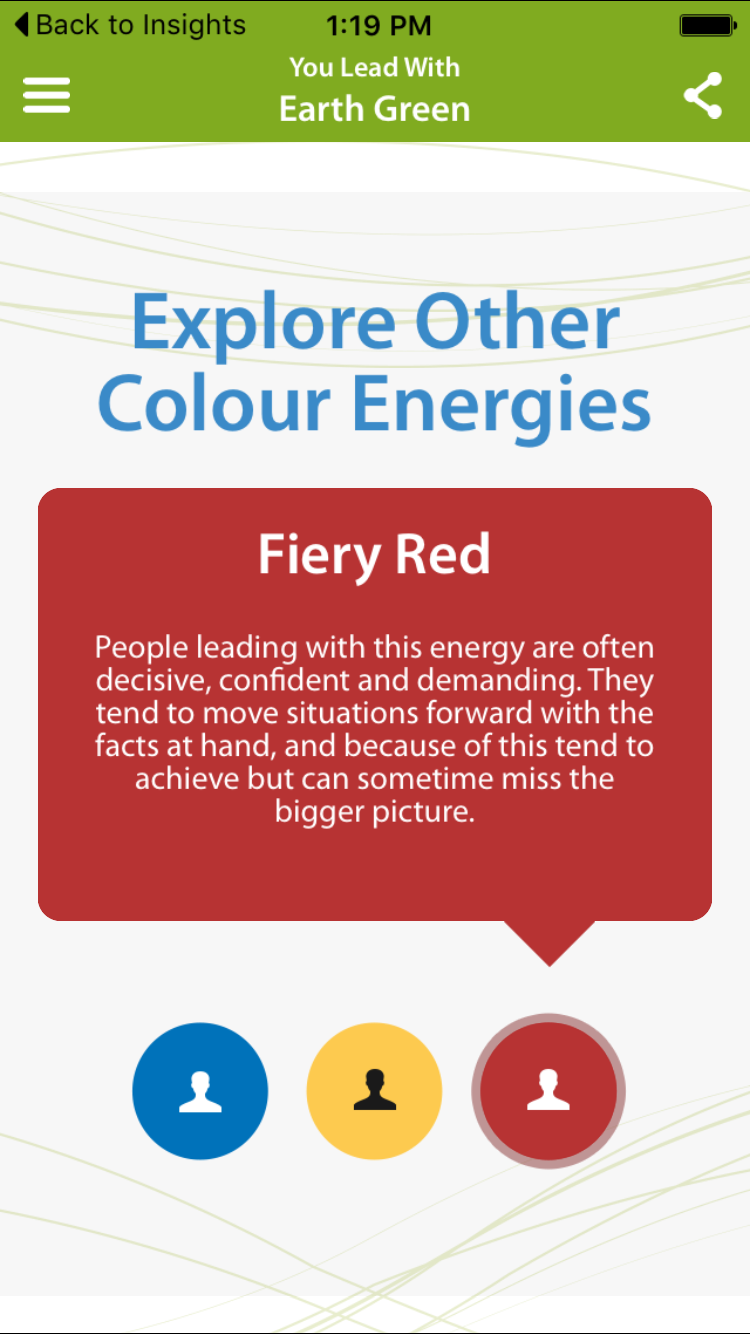 Back to Insights 1:19 PM
You Lead With
Earth Green
Explore Other
Colour Energies
Fiery Red
People leading with this energy are often
decisive, confident and demanding. They
tend to move situations forward with the
facts at hand, and because of this tend to
achieve but can sometime miss the
bigger picture.